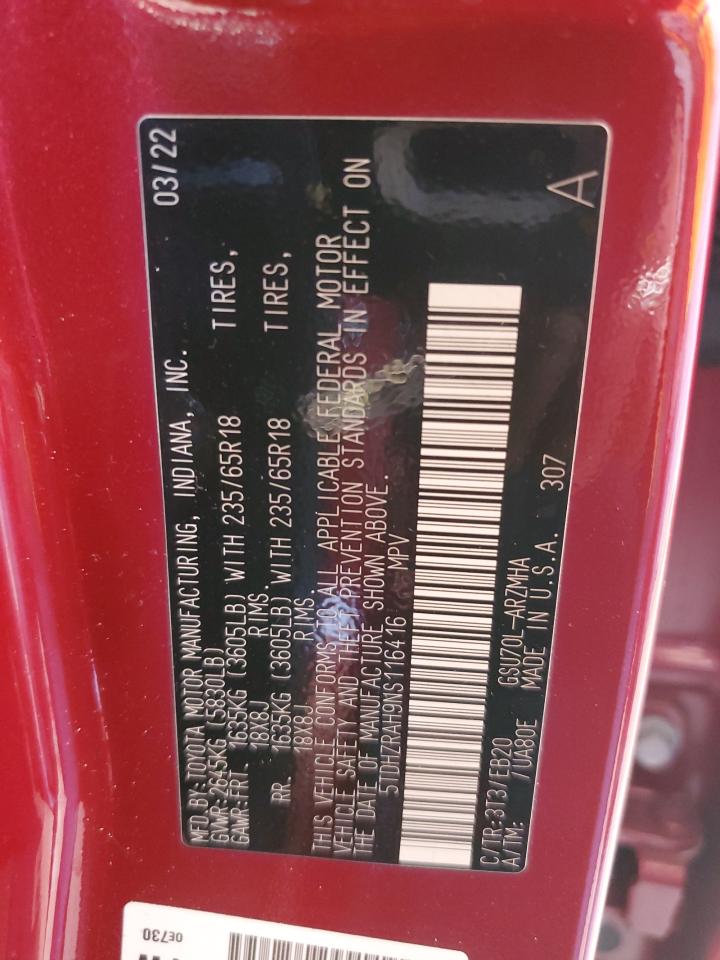 MFD.BY:TOYOTA MOTOR MANUFACTURING, INDIANA, INC. 03/22
GVWR:2645KG (5830LB)
GAWR:FRT. 1635KG (3605LB) WITH 235/65R18 TIRES,
18X8J RIMS.
RR. 1635KG (3605LB) WITH 235/65R18 TIRES,
18X8J RIMS.
THIS VEHICLE CONFORMS TO ALL APPLICABLE FEDERAL MOTOR
VEHICLE SAFETY AND THEFT PREVENTION STANDARDS IN EFFECT ON
THE DATE OF MANUFACTURE SHOWN ABOVE.
5TDHZRAH9NS116416 MPV
C/TR:3T3 / EB20 GSU70L-ARZMHA
A/TM: /UA80E MADE IN U.S.A. 307 A
0E730